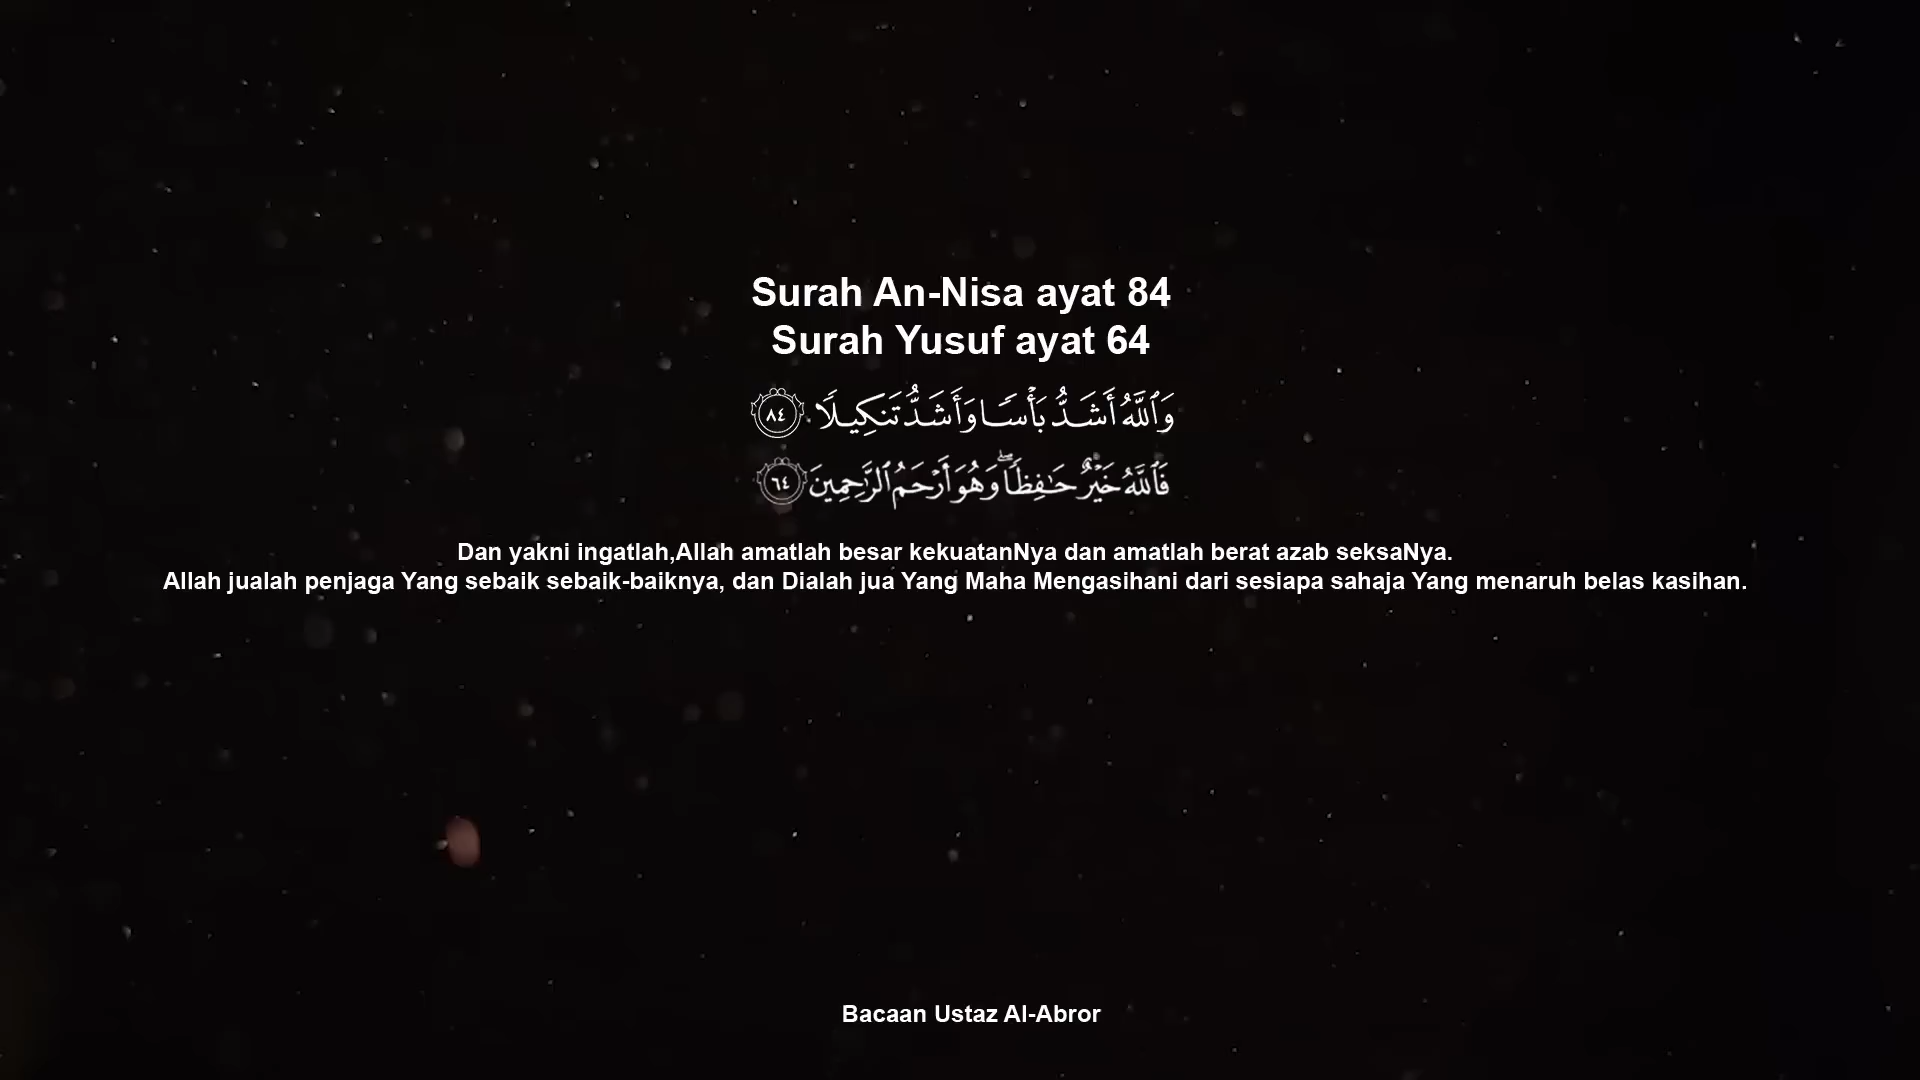 Surah An-Nisa ayat 84
Surah Yusuf ayat 64
وَٱللَّهُ أَشَدُّ بَأْسًا وَأَشَدُّ تَنكِيلًا ٨٤
فَٱللَّهُ خَيْرٌ حَـٰفِظًا ۖ وَهُوَ أَرْحَمُ ٱلرَّٰحِمِينَ ٦٤
Dan yakni ingatlah,Allah amatlah besar kekuatanNya dan amatlah berat azab seksaNya.
Allah jualah penjaga Yang sebaik sebaik-baiknya, dan Dialah jua Yang Maha Mengasihani dari sesiapa sahaja Yang menaruh belas kasihan.
Bacaan Ustaz Al-Abror